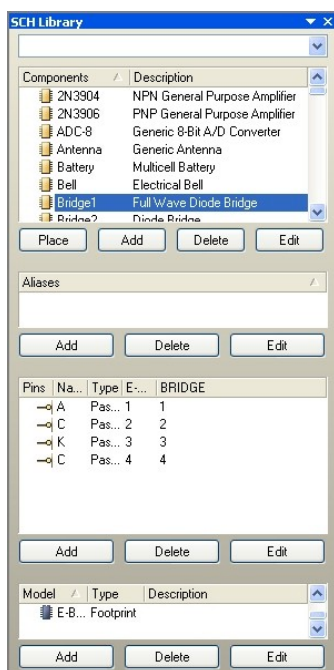 SCH Library
Components Description
2N3904 NPN General Purpose Amplifier
2N3906 PNP General Purpose Amplifier
ADC-8 Generic 8-Bit A/D Converter
Antenna Generic Antenna
Battery Multicell Battery
Bell Electrical Bell
Bridge1 Full Wave Diode Bridge
Bridge2 Diode Bridge
Place Add Delete Edit
Aliases
Add Delete Edit
Pins Na... Type E-... BRIDGE
A Pas... 1 1
C Pas... 2 2
K Pas... 3 3
C Pas... 4 4
Add Delete Edit
Model Type Description
E-B... Footprint
Add Delete Edit